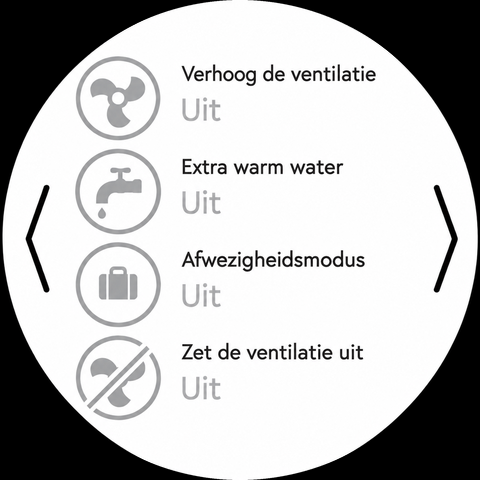 Verhoog de ventilatie
Uit
Extra warm water
Uit
Afwezigheidsmodus
Uit
Zet de ventilatie uit
Uit